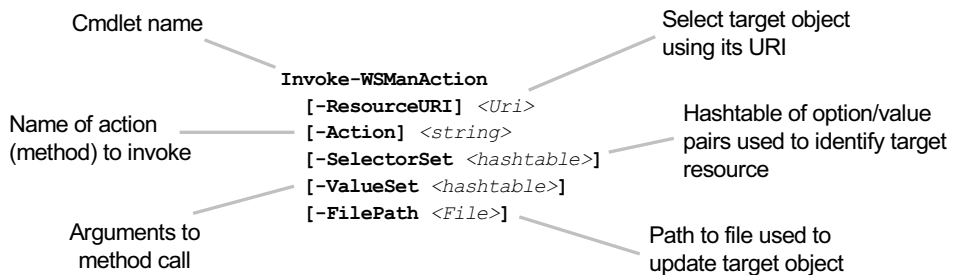 Cmdlet name
Select target object
using its URI
Invoke-WSManAction
[-ResourceURI] <Uri>
[-Action] <string>
[-SelectorSet <hashtable>]
[-ValueSet <hashtable>]
[-FilePath <File>]
Name of action
(method) to invoke
Hashtable of option/value
pairs used to identify target
resource
Arguments to
method call
Path to file used to
update target object